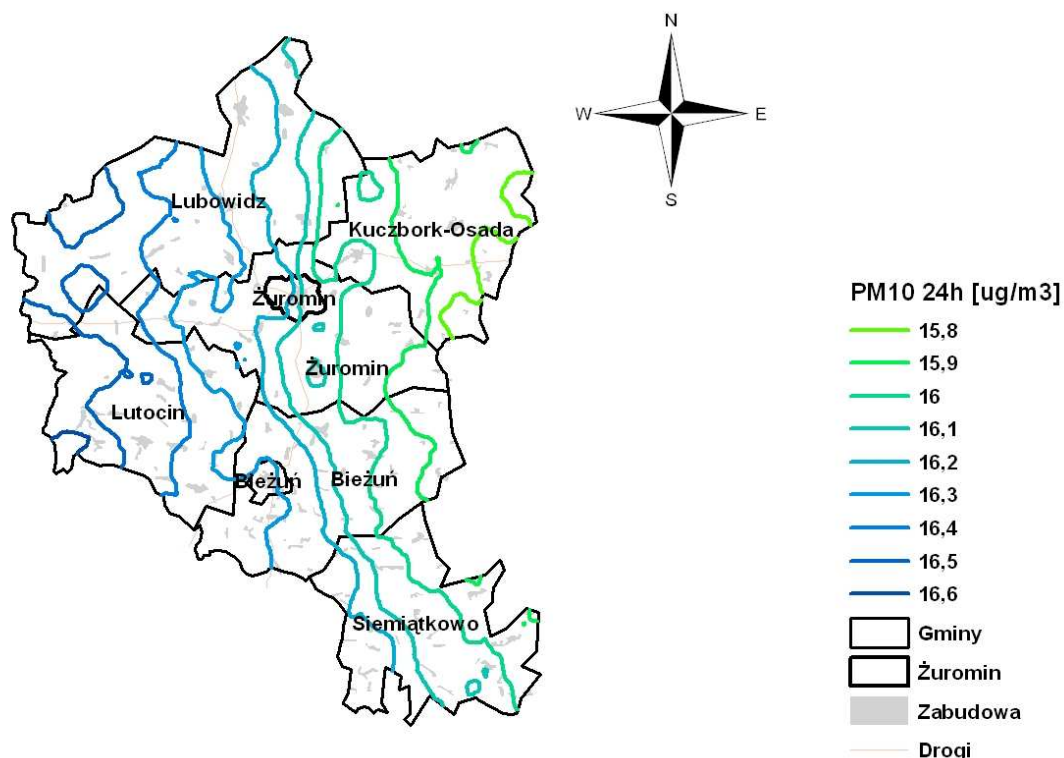 N
W E
S
Lubowidz
Kuczbork-Osada
Żuromin
Żuromin
Lutocin
Bieżuń
Bieżuń
Siemiątkowo
PM10 24h [ug/m3]
15,8
15,9
16
16,1
16,2
16,3
16,4
16,5
16,6
Gminy
Żuromin
Zabudowa
Drogi